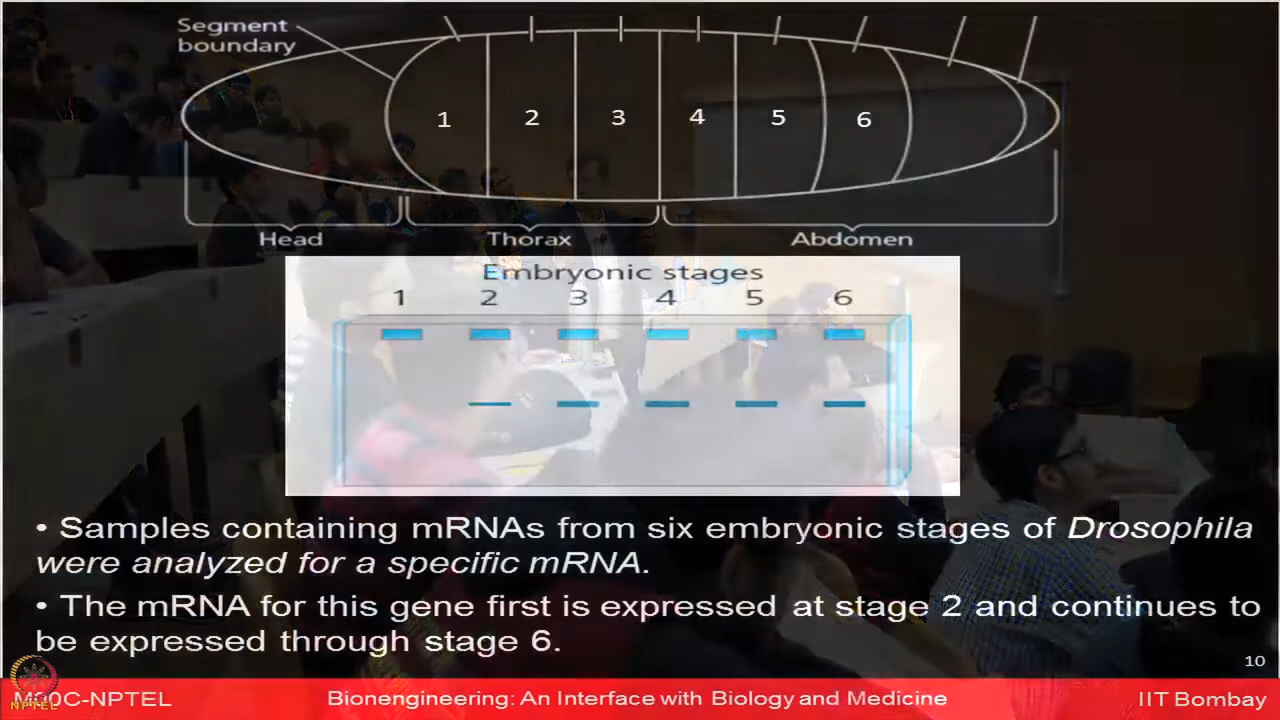 Segment
boundary
1 2 3 4 5 6
Head Thorax Abdomen
Embryonic stages
1 2 3 4 5 6
• Samples containing mRNAs from six embryonic stages of Drosophila
were analyzed for a specific mRNA.
• The mRNA for this gene first is expressed at stage 2 and continues to
be expressed through stage 6.
10
MOOC-NPTEL Bionengineering: An Interface with Biology and Medicine IIT Bombay
NPTEL